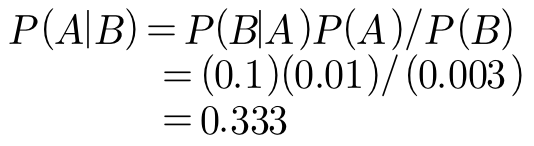 P(A|B) = P(B|A)P(A)/P(B)
= (0.1)(0.01)/(0.003)
= 0.333